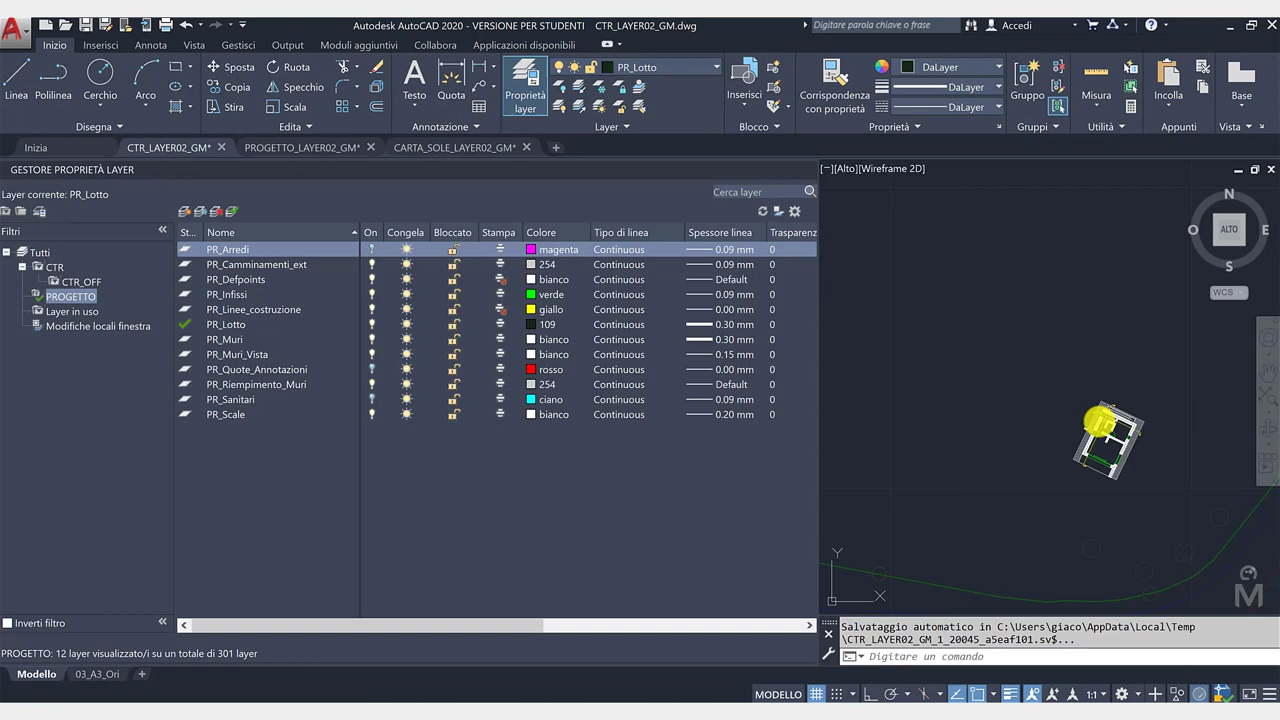 Autodesk AutoCAD 2020 - VERSIONE PER STUDENTI CTR_LAYER02_GM.dwg
Digitare parola chiave o frase
Accedi
Inizio Inserisci Annota Vista Gestisci Output Moduli aggiuntivi Collabora Applicazioni disponibili
Linea Polilinea Cerchio Arco
Sposta Ruota
Copia Specchio
Stira Scala
Testo Quota
Proprietà layer
PR_Lotto
Inserisci
Corrispondenza con proprietà
DaLayer
DaLayer
DaLayer
Gruppo
Misura
Incolla
Base
Disegna Edita Annotazione Layer Blocco Proprietà Gruppi Utilità Appunti Vista
Inizia CTR_LAYER02_GM* PROGETTO_LAYER02_GM* CARTA_SOLE_LAYER02_GM*
GESTORE PROPRIETÀ LAYER
[−][Alto][Wireframe 2D]
Layer corrente: PR_Lotto
Cerca layer
Filtri
St... Nome On Congela Bloccato Stampa Colore Tipo di linea Spessore linea Trasparenz
Tutti
CTR
CTR_OFF
PROGETTO
Layer in uso
Modifiche locali finestra
PR_Arredi magenta Continuous 0.09 mm 0
PR_Camminamenti_ext 254 Continuous 0.09 mm 0
PR_Defpoints bianco Continuous Default 0
PR_Infissi verde Continuous 0.09 mm 0
PR_Linee_costruzione giallo Continuous 0.09 mm 0
PR_Lotto 109 Continuous 0.30 mm 0
PR_Muri bianco Continuous 0.30 mm 0
PR_Muri_Vista bianco Continuous 0.15 mm 0
PR_Quote_Annotazioni rosso Continuous 0.00 mm 0
PR_Riempimento_Muri 254 Continuous Default 0
PR_Sanitari ciano Continuous 0.09 mm 0
PR_Scale bianco Continuous 0.20 mm 0
N
O ALTO E
S
WCS
Y
X
M
Inverti filtro
PROGETTO: 12 layer visualizzato/i su un totale di 301 layer
Salvataggio automatico in C:\Users\giaco\AppData\Local\Temp
\CTR_LAYER02_GM_1_20045_a5eaf101.sv$...
Digitare un comando
Modello 03_A3_Ori
MODELLO 1:1